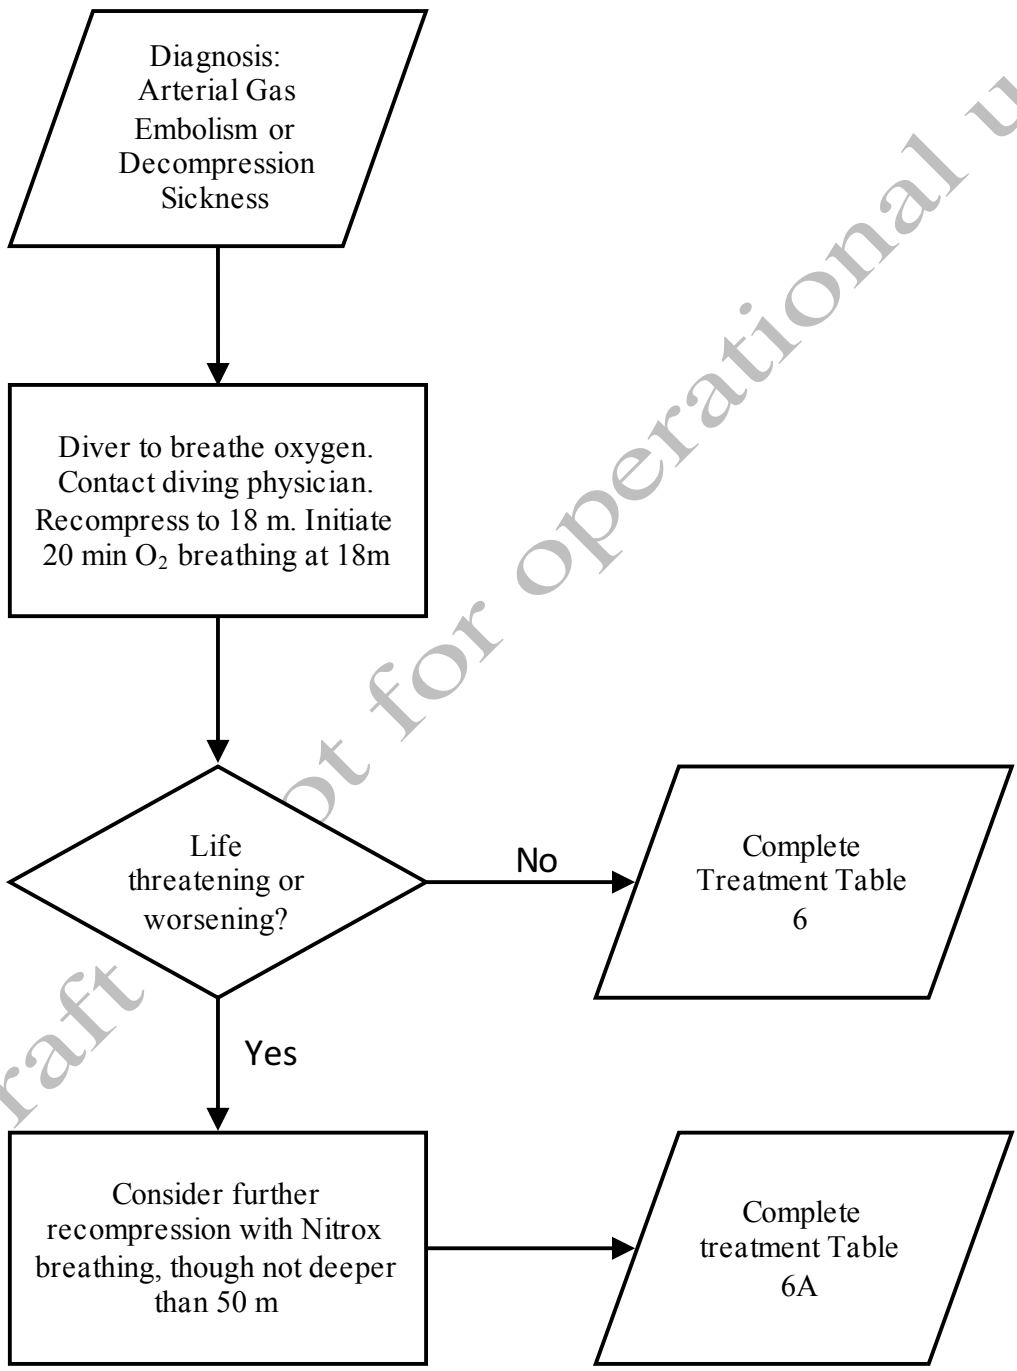 Diagnosis:
Arterial Gas
Embolism or
Decompression
Sickness
Diver to breathe oxygen.
Contact diving physician.
Recompress to 18 m. Initiate
20 min O₂ breathing at 18m
Life
threatening or
worsening?
No
Complete
Treatment Table
6
Yes
Consider further
recompression with Nitrox
breathing, though not deeper
than 50 m
Complete
treatment Table
6A
for operational